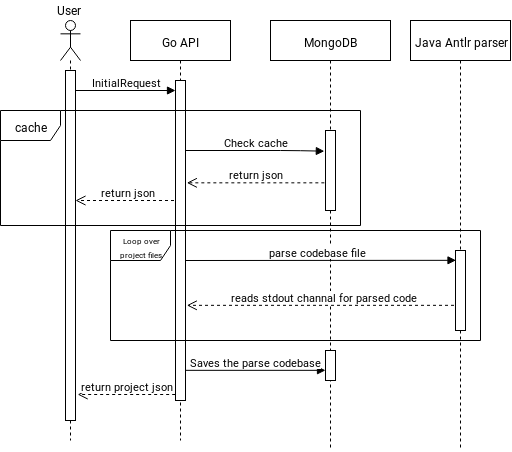 User
Go API
MongoDB
Java Antlr parser
InitialRequest
cache
Check cache
return json
return json
Loop over
project files
parse codebase file
reads stdout channal for parsed code
Saves the parse codebase
return project json